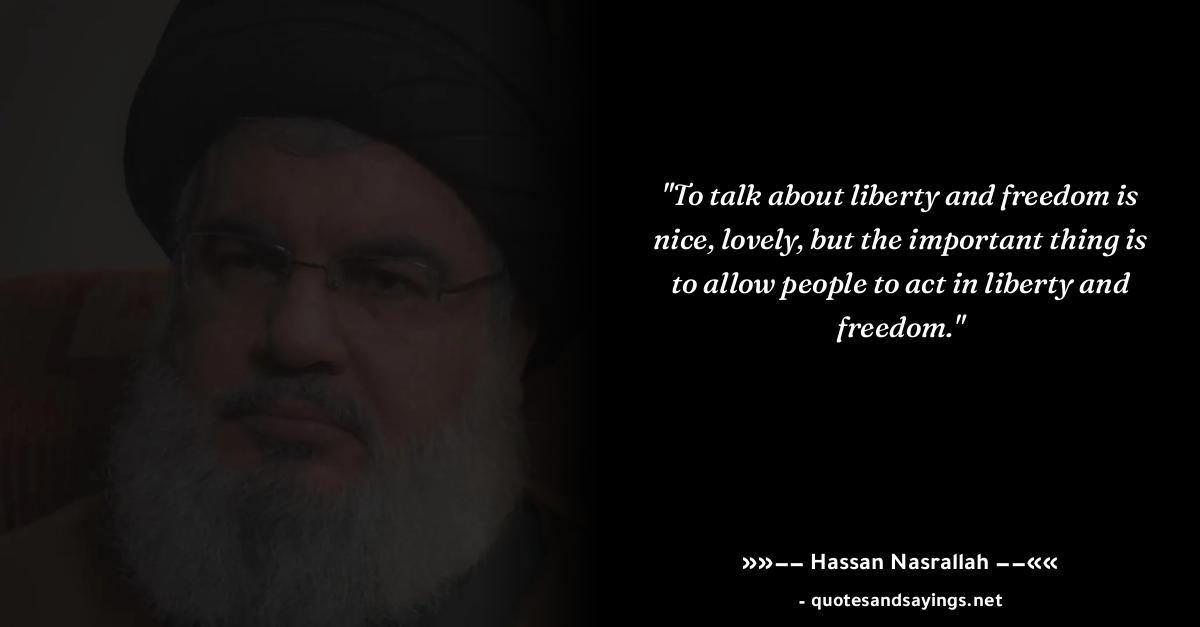 "To talk about liberty and freedom is
nice, lovely, but the important thing is
to allow people to act in liberty and
freedom."
»»−− Hassan Nasrallah −−««
- quotesandsayings.net